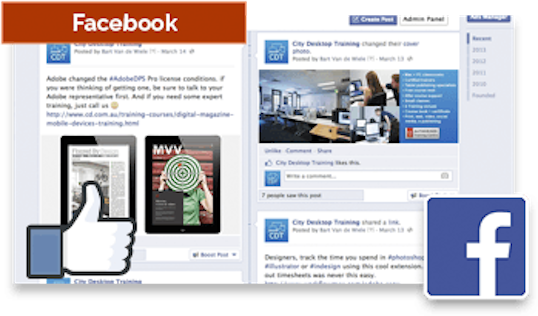 Facebook
Create Post
Admin Panel
Ads Manager
City Desktop Training
Posted by Bart Van de Wiele
March 14
CDT
Adobe changed the #AdobeDPS Pro license conditions. if
you were thinking of getting one, be sure to talk to
your Adobe representative first. And if you need some expert
training, just call us
http://www.cd.com.au/training-courses/digital-magazine-
mobile-devices-training.html
MVV
Boost Post
City Desktop Training
City Desktop Training changed their cover
photo.
Posted by Bart Van de Wiele
March 13
CDT
Unlike · Comment · Share
City Desktop Training likes this.
Write a comment...
7 people saw this post
City Desktop Training shared a link.
Posted by Bart Van de Wiele
March 13
CDT
Designers, track the time you spend in #photoshop
#illustrator or #indesign using this cool extension.
out timesheets was never this easy.
Recent
2013
2012
2011
2010
Founded
f